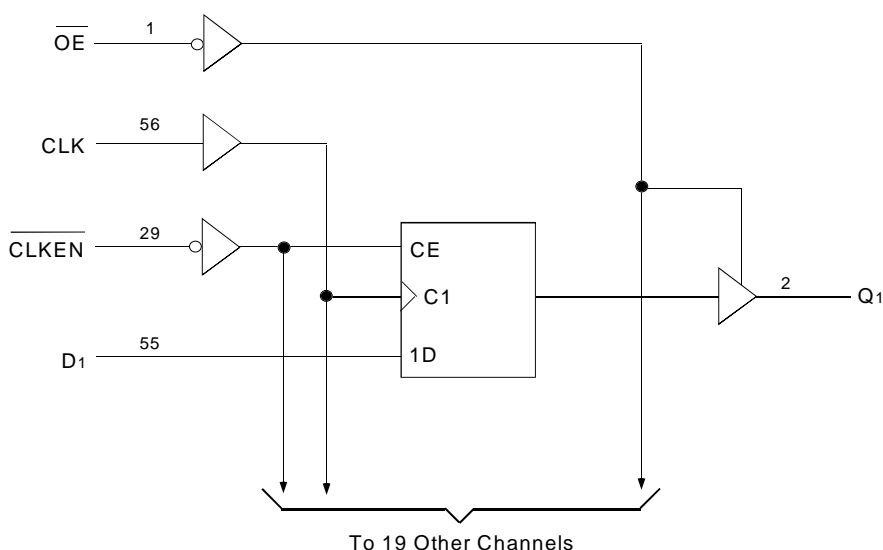 OE
1
CLK
56
CLKEN
29
D1
55
CE
C1
1D
2
Q1
To 19 Other Channels